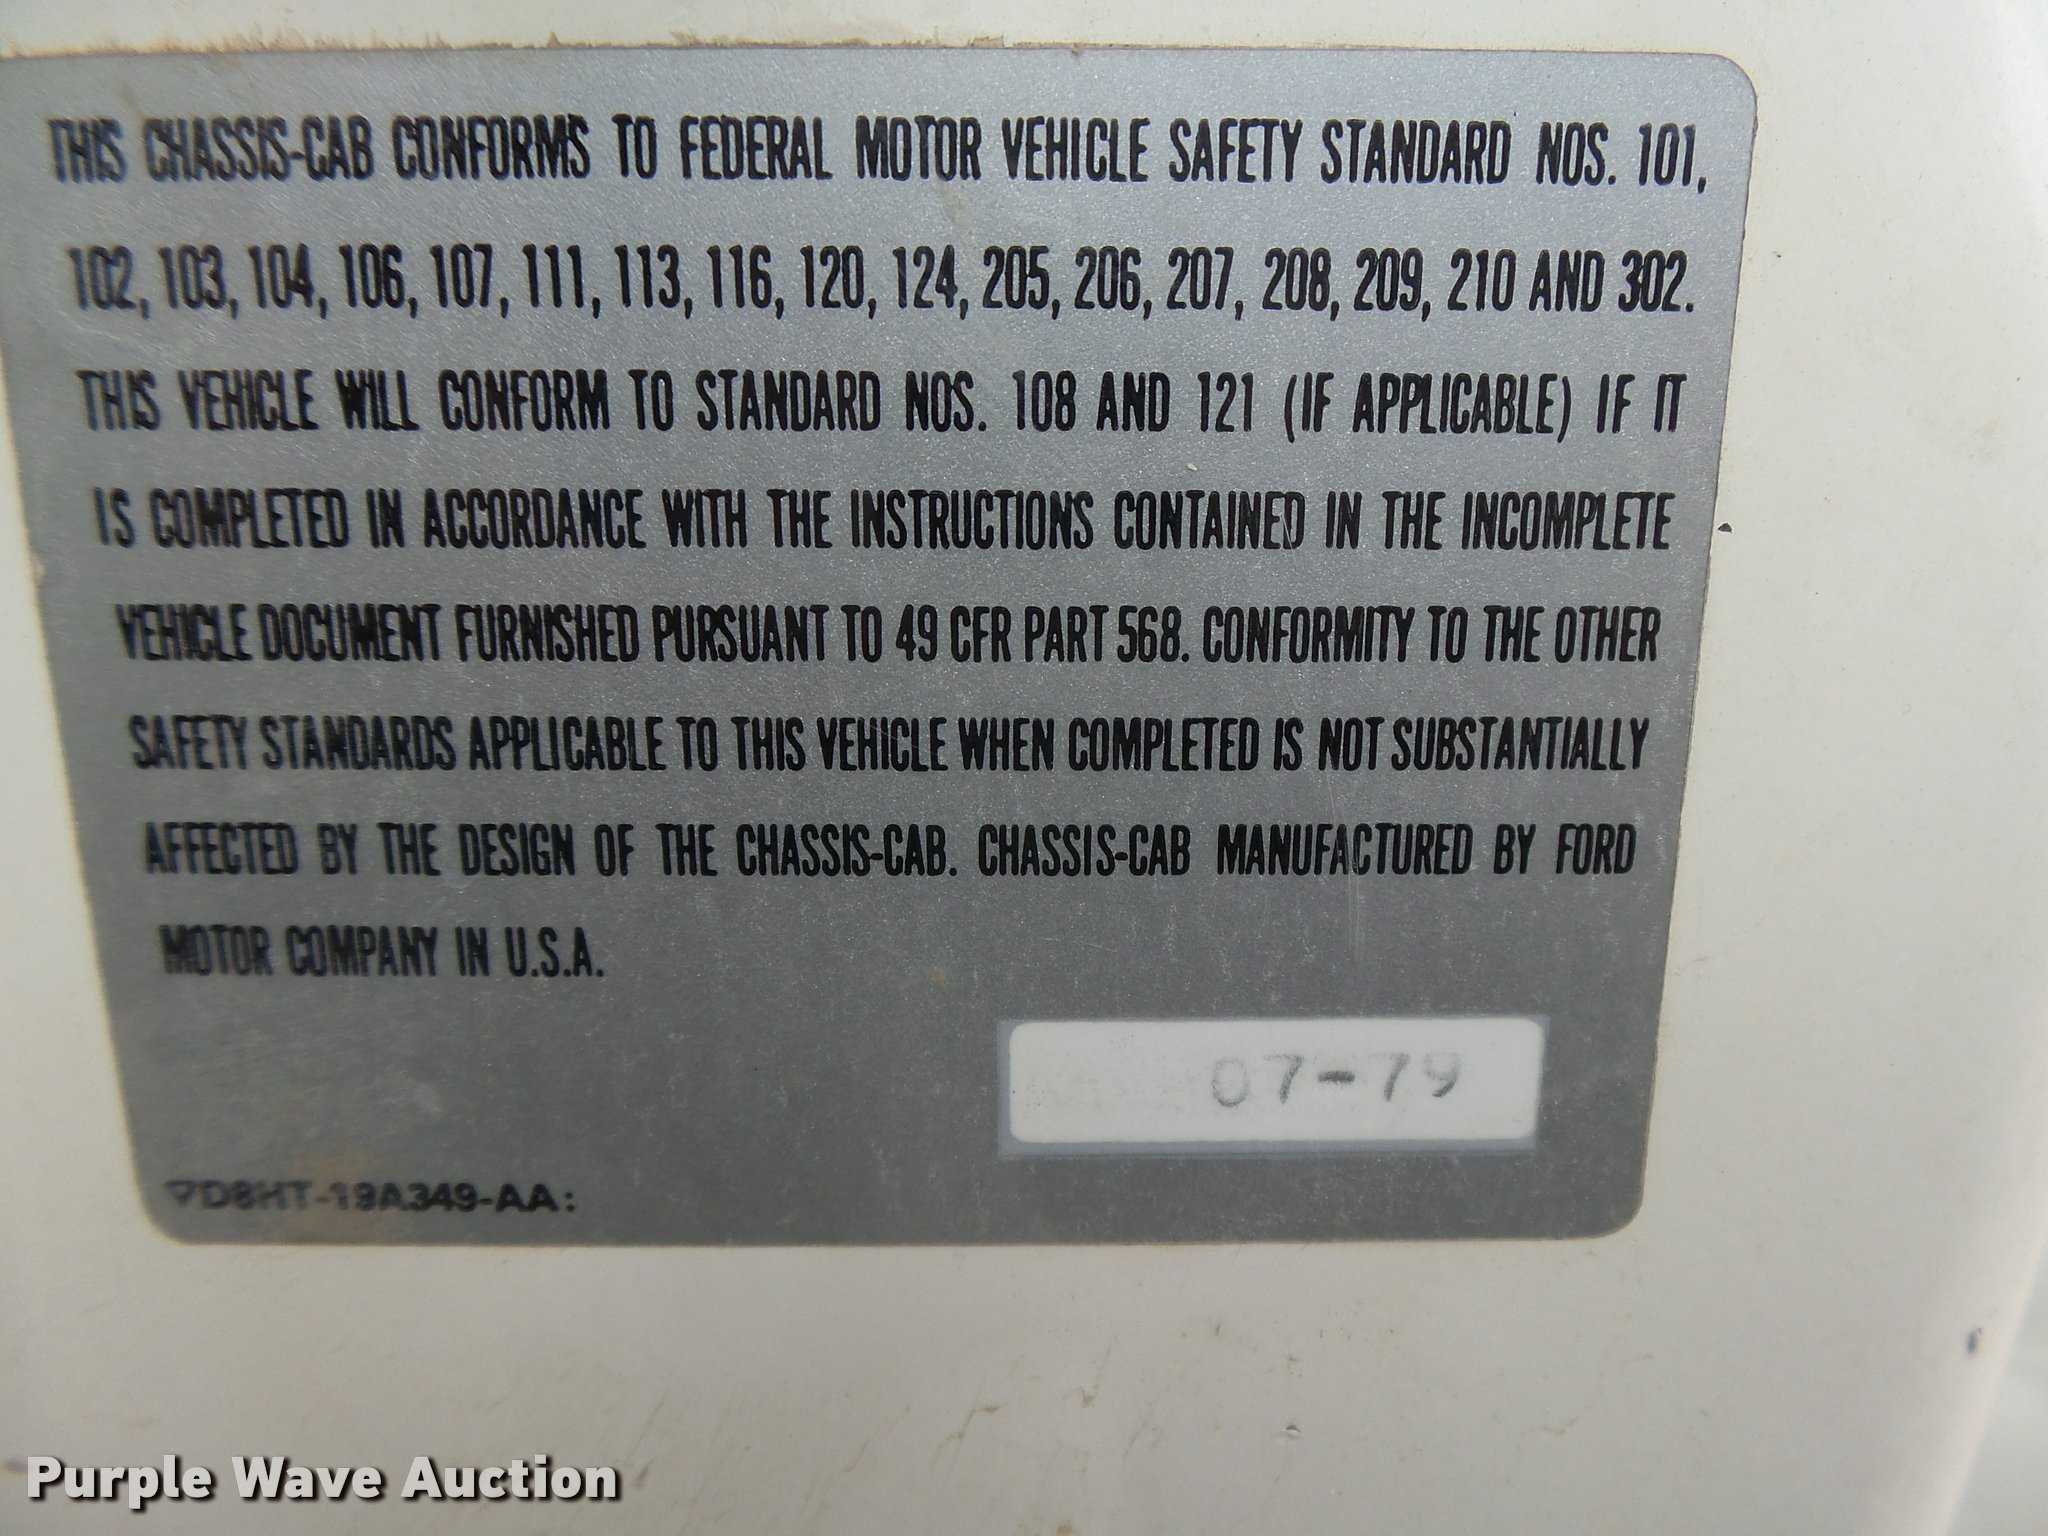 THIS CHASSIS-CAB CONFORMS TO FEDERAL MOTOR VEHICLE SAFETY STANDARD NOS. 101,
102, 103, 104, 106, 107, 111, 113, 116, 120, 124, 205, 206, 207, 208, 209, 210 AND 302.
THIS VEHICLE WILL CONFORM TO STANDARD NOS. 108 AND 121 (IF APPLICABLE) IF IT
IS COMPLETED IN ACCORDANCE WITH THE INSTRUCTIONS CONTAINED IN THE INCOMPLETE
VEHICLE DOCUMENT FURNISHED PURSUANT TO 49 CFR PART 568. CONFORMITY TO THE OTHER
SAFETY STANDARDS APPLICABLE TO THIS VEHICLE WHEN COMPLETED IS NOT SUBSTANTIALLY
AFFECTED BY THE DESIGN OF THE CHASSIS-CAB. CHASSIS-CAB MANUFACTURED BY FORD
MOTOR COMPANY IN U.S.A.
07-79
▽D8HT-19A349-AA:
Purple Wave Auction